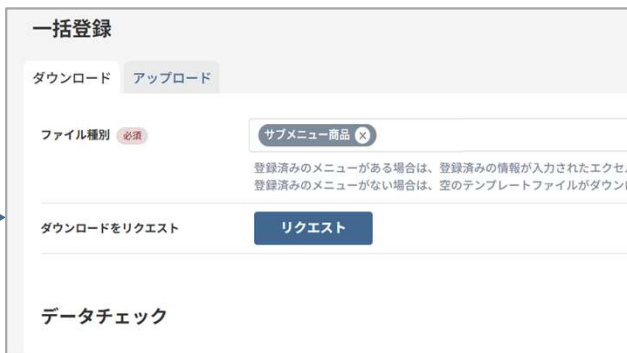 一括登録
ダウンロード アップロード
ファイル種別 必須 サブメニュー商品
登録済みのメニューがある場合は、登録済みの情報が入力されたエクセ
登録済みのメニューがない場合は、空のテンプレートファイルがダウン
ダウンロードをリクエスト リクエスト
データチェック